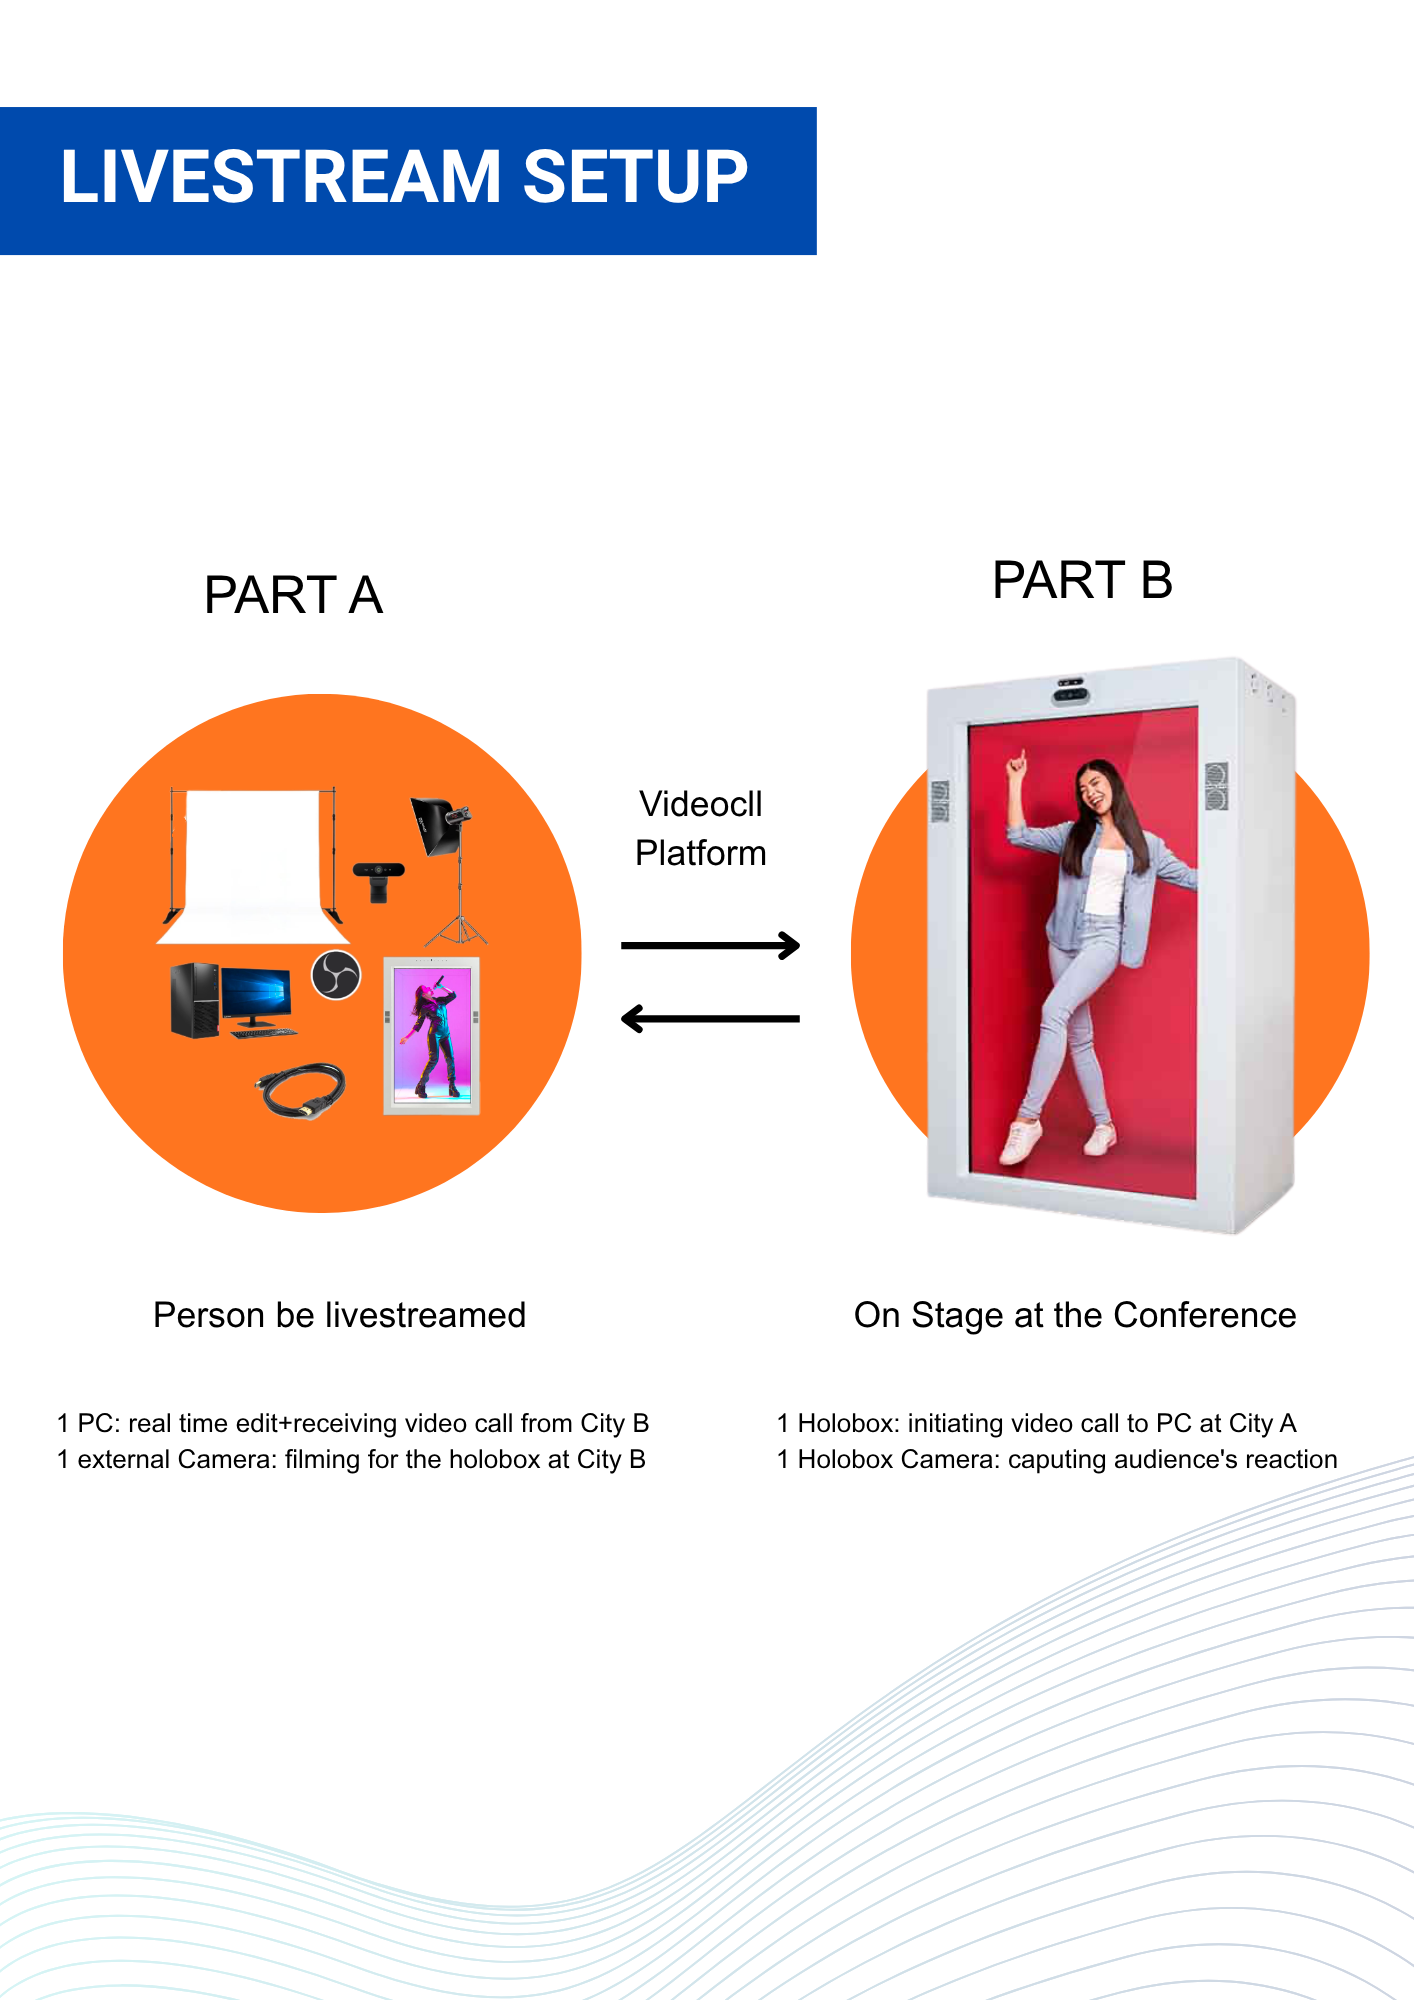 LIVESTREAM SETUP
PART A
PART B
Videocll
Platform
Person be livestreamed
On Stage at the Conference
1 PC: real time edit+receiving video call from City B
1 external Camera: filming for the holobox at City B
1 Holobox: initiating video call to PC at City A
1 Holobox Camera: caputing audience's reaction